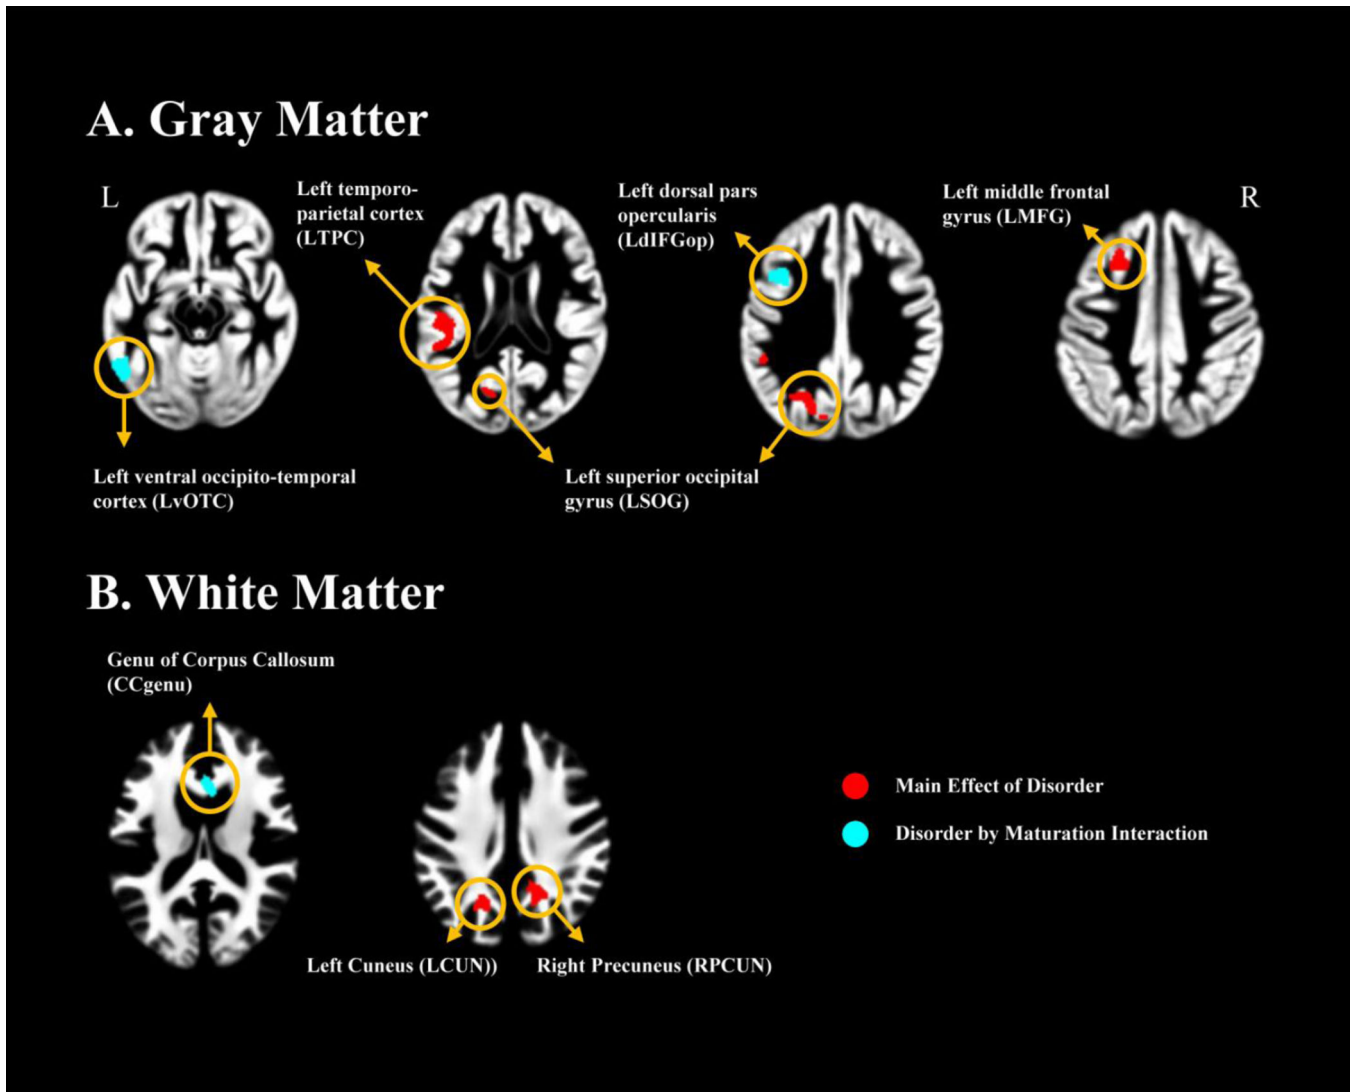 A. Gray Matter
L
Left temporo-
parietal cortex
(LTPC)
Left dorsal pars
opercularis
(LdIFGop)
Left middle frontal
gyrus (LMFG)
R
Left ventral occipito-temporal
cortex (LvOTC)
Left superior occipital
gyrus (LSOG)
B. White Matter
Genu of Corpus Callosum
(CCgenu)
Main Effect of Disorder
Disorder by Maturation Interaction
Left Cuneus (LCUN))
Right Precuneus (RPCUN)